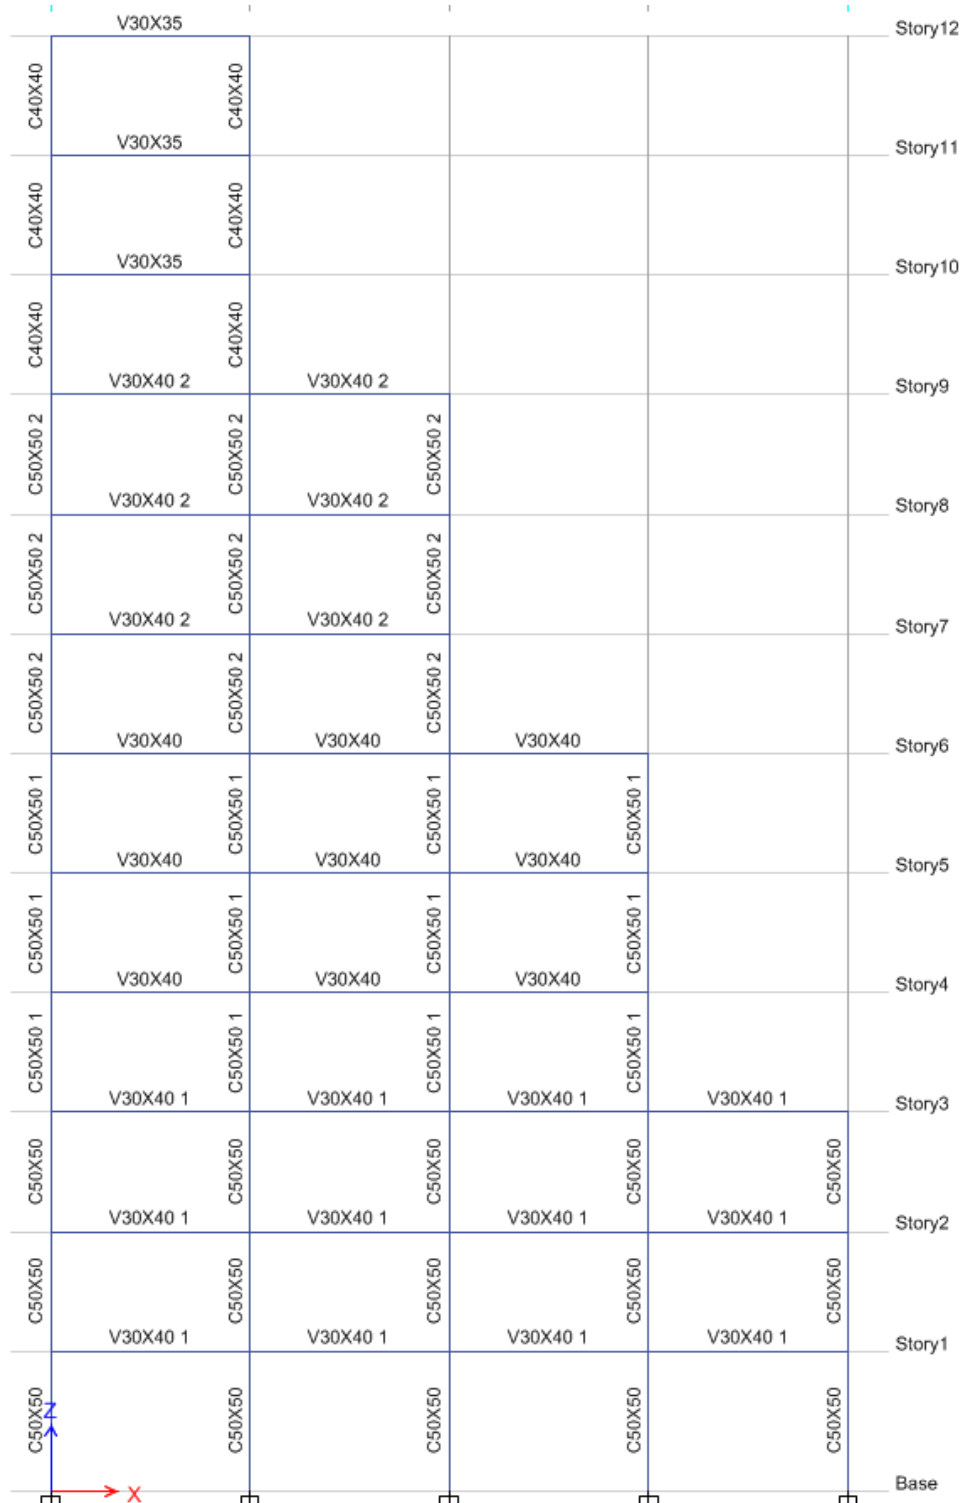 V30X35 Story12
C40X40 C40X40
V30X35 Story11
C40X40 C40X40
V30X35 Story10
C40X40 C40X40
V30X40 2 V30X40 2 Story9
C50X50 2 C50X50 2 C50X50 2
V30X40 2 V30X40 2 Story8
C50X50 2 C50X50 2 C50X50 2
V30X40 2 V30X40 2 Story7
C50X50 2 C50X50 2 C50X50 2
V30X40 V30X40 V30X40 Story6
C50X50 1 C50X50 1 C50X50 1 C50X50 1
V30X40 V30X40 V30X40 Story5
C50X50 1 C50X50 1 C50X50 1 C50X50 1
V30X40 V30X40 V30X40 Story4
C50X50 1 C50X50 1 C50X50 1 C50X50 1
V30X40 1 V30X40 1 V30X40 1 V30X40 1 Story3
C50X50 C50X50 C50X50 C50X50 C50X50
V30X40 1 V30X40 1 V30X40 1 V30X40 1 Story2
C50X50 C50X50 C50X50 C50X50 C50X50
V30X40 1 V30X40 1 V30X40 1 V30X40 1 Story1
C50X50 C50X50 C50X50 C50X50 C50X50
Z
X Base